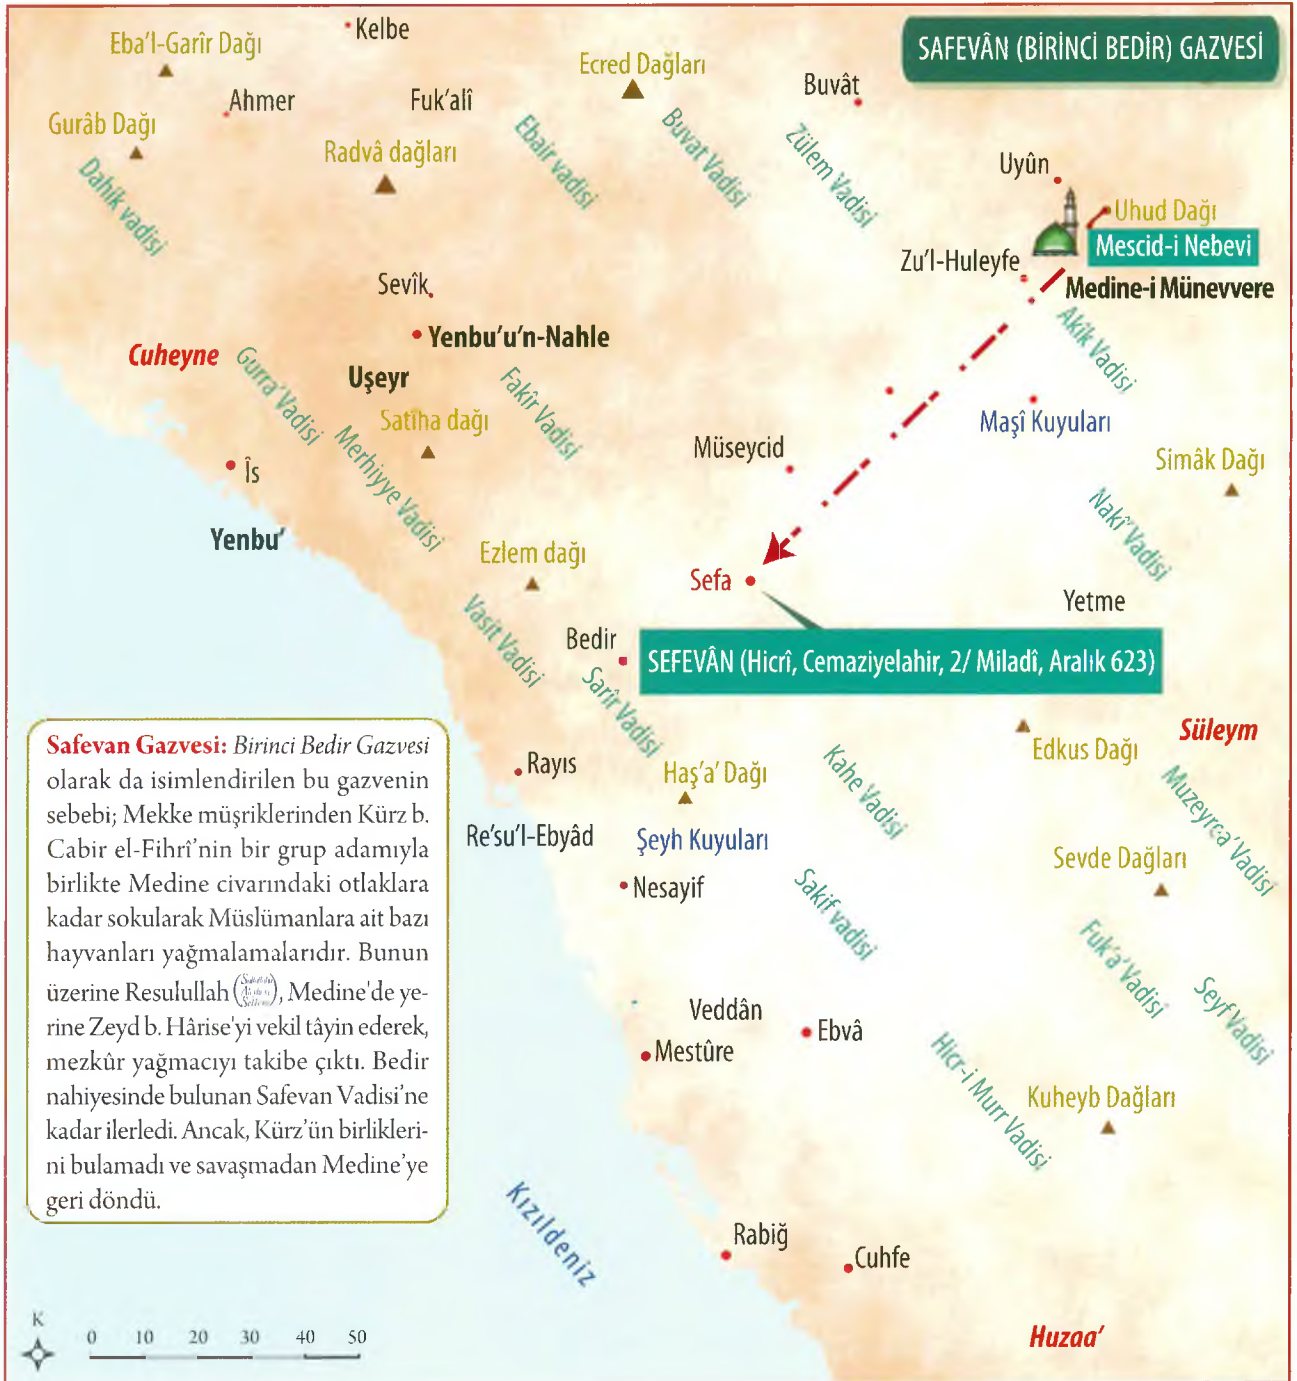 SAFEVÂN (BİRİNCİ BEDİR) GAZVESİ
Kelbe
Eba'l-Garîr Dağı
Ecred Dağları
Buvât
Ahmer
Fuk'alî
Gurâb Dağı
Radvâ dağları
Ebair vadisi
Buvat Vadisi
Zülem Vadisi
Dahik vadisi
Uyûn
Uhud Dağı
Mescid-i Nebevi
Zu'l-Huleyfe
Medine-i Münevvere
Sevîk
Akîk Vadisi
Yenbu'u'n-Nahle
Cuheyne
Gurra' Vadisi
Uşeyr
Fakîr Vadisi
Satîha dağı
Maşî Kuyuları
Merhiyye Vadisi
Müseycid
Simâk Dağı
Îs
Nakî' Vadisi
Yenbu'
Ezlem dağı
Sefa
Yetme
Vasit Vadisi
Bedir
SEFEVÂN (Hicrî, Cemaziyelahir, 2/ Miladî, Aralık 623)
Sarîr Vadisi
Süleym
Edkus Dağı
Rayıs
Haş'a' Dağı
Kahe Vadisi
Muzeyrea' Vadisi
Re'su'l-Ebyâd
Şeyh Kuyuları
Sevde Dağları
Nesayif
Sakif vadisi
Fuk'a' Vadisi
Seyf Vadisi
Veddân
Ebvâ
Mestûre
Hicr-i Murr Vadisi
Kuheyb Dağları
Kızıldeniz
Rabiğ
Cuhfe
Huzaa'
Safevan Gazvesi: Birinci Bedir Gazvesi
olarak da isimlendirilen bu gazvenin
sebebi; Mekke müşriklerinden Kürz b.
Cabir el-Fihrî'nin bir grup adamıyla
birlikte Medine civarındaki otlaklara
kadar sokularak Müslümanlara ait bazı
hayvanları yağmalamalarıdır. Bunun
üzerine Resulullah ( ), Medine'de ye-
rine Zeyd b. Hârise'yi vekil tâyin ederek,
mezkûr yağmacıyı takibe çıktı. Bedir
nahiyesinde bulunan Safevan Vadisi'ne
kadar ilerledi. Ancak, Kürz'ün birlikleri-
ni bulamadı ve savaşmadan Medine'ye
geri döndü.
K
0 10 20 30 40 50